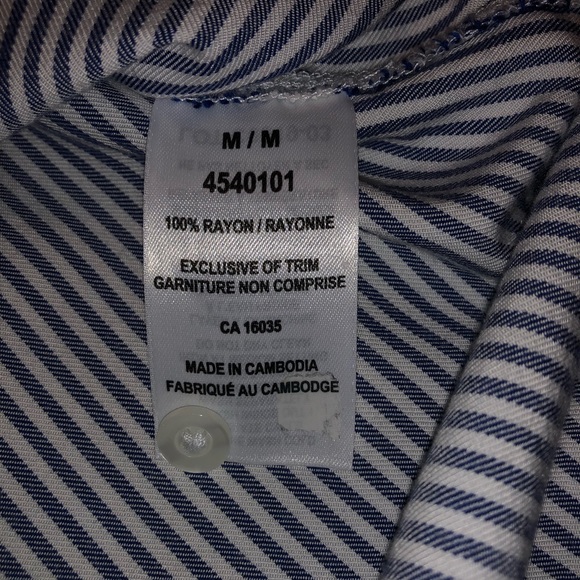 M / M
4540101
100% RAYON / RAYONNE
EXCLUSIVE OF TRIM
GARNITURE NON COMPRISE
CA 16035
MADE IN CAMBODIA
FABRIQUÉ AU CAMBODGE